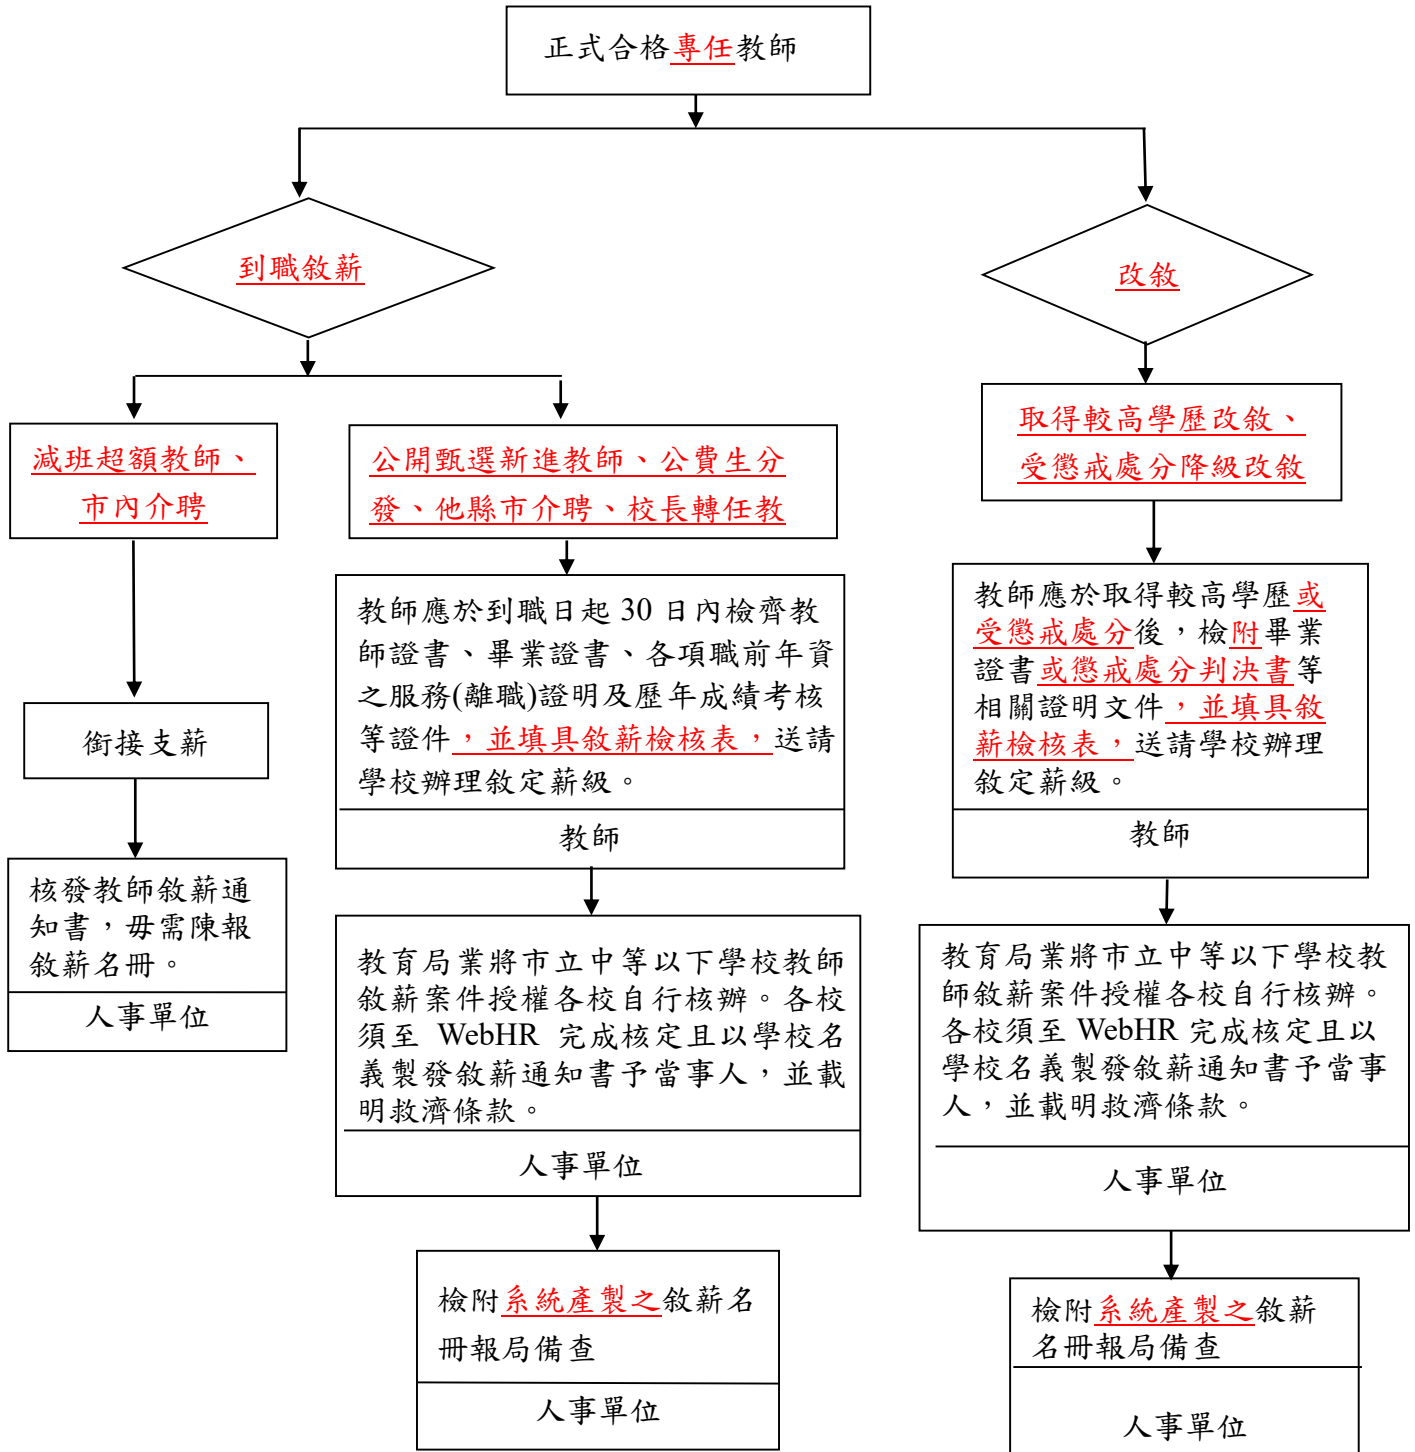 正式合格專任教師
到職敘薪
改敘
減班超額教師、
市內介聘
公開甄選新進教師、公費生分
發、他縣市介聘、校長轉任教
取得較高學歷改敘、
受懲戒處分降級改敘
銜接支薪
核發教師敘薪通
知書，毋需陳報
敘薪名冊。
人事單位
教師應於到職日起 30 日內檢齊教
師證書、畢業證書、各項職前年資
之服務(離職)證明及歷年成績考核
等證件，並填具敘薪檢核表，送請
學校辦理敘定薪級。
教師
教育局業將市立中等以下學校教師
敘薪案件授權各校自行核辦。各校
須至 WebHR 完成核定且以學校名
義製發敘薪通知書予當事人，並載
明救濟條款。
人事單位
檢附系統產製之敘薪名
冊報局備查
人事單位
教師應於取得較高學歷或
受懲戒處分後，檢附畢業
證書或懲戒處分判決書等
相關證明文件，並填具敘
薪檢核表，送請學校辦理
敘定薪級。
教師
教育局業將市立中等以下學校教
師敘薪案件授權各校自行核辦。
各校須至 WebHR 完成核定且以
學校名義製發敘薪通知書予當事
人，並載明救濟條款。
人事單位
檢附系統產製之敘薪
名冊報局備查
人事單位